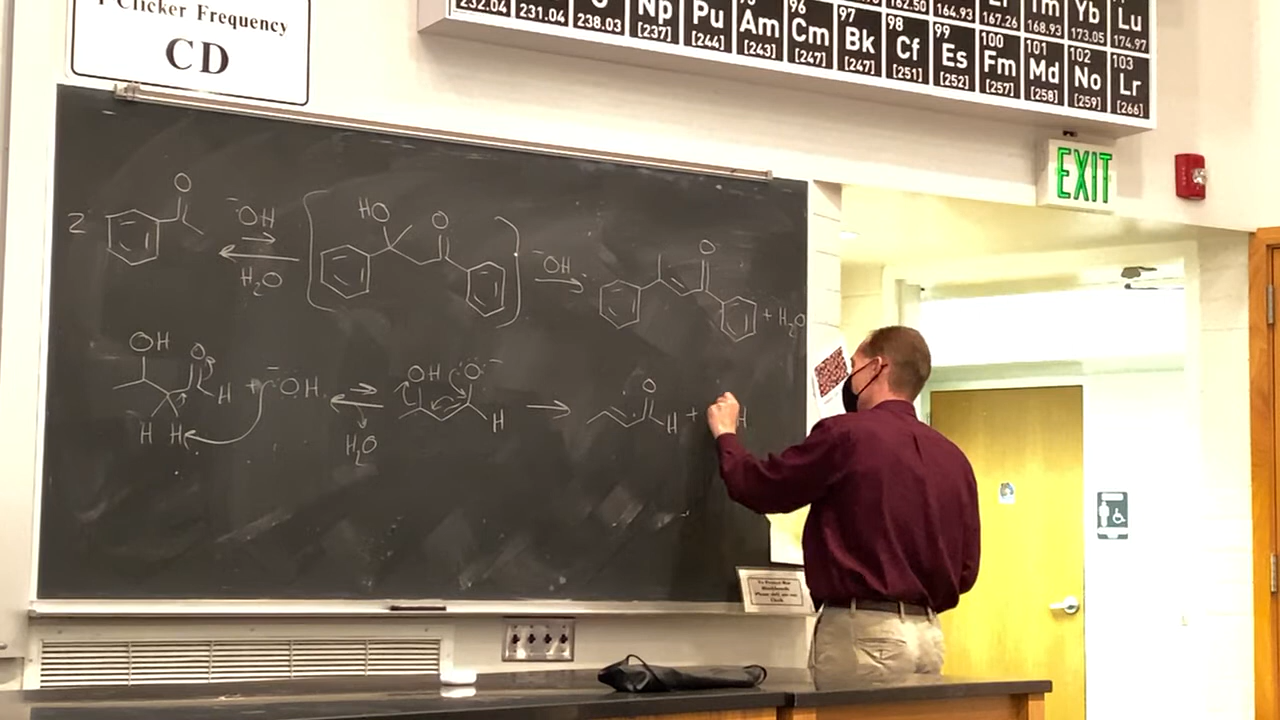 Clicker Frequency
CD
232.04 231.04 238.03 Np [237] Pu [244] Am [243] 96 Cm [247] 97 Bk [247] 98 Cf [251] 99 Es [252] 100 Fm [257] 101 Md [258] 102 No [259] 103 Lr [266]
162.50 164.93 167.26 Tm 168.93 Yb 173.05 Lu 174.97
EXIT
2 O ⁻OH H₂O HO O ⁻OH O + H₂O
OH O H + ⁻OH H₂O OH O⁻ H O H + H
H H